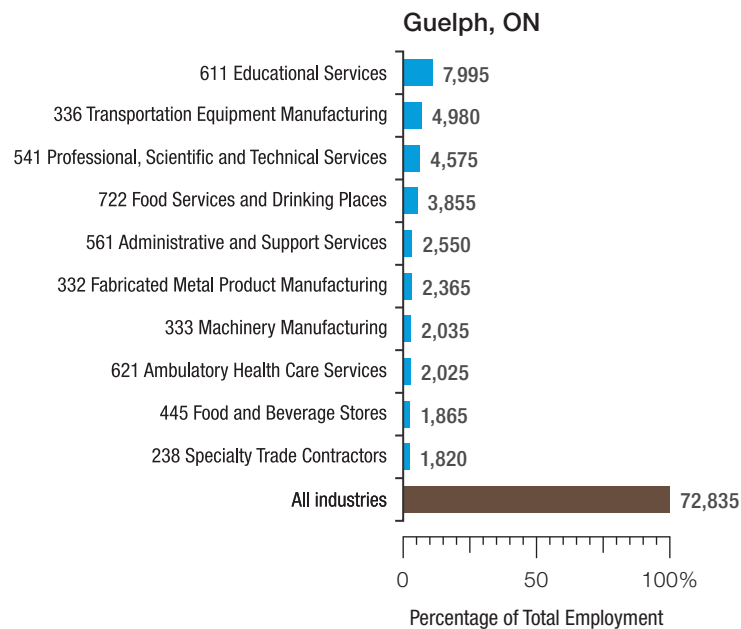 Guelph, ON
611 Educational Services 7,995
336 Transportation Equipment Manufacturing 4,980
541 Professional, Scientific and Technical Services 4,575
722 Food Services and Drinking Places 3,855
561 Administrative and Support Services 2,550
332 Fabricated Metal Product Manufacturing 2,365
333 Machinery Manufacturing 2,035
621 Ambulatory Health Care Services 2,025
445 Food and Beverage Stores 1,865
238 Specialty Trade Contractors 1,820
All industries 72,835
0 50 100%
Percentage of Total Employment